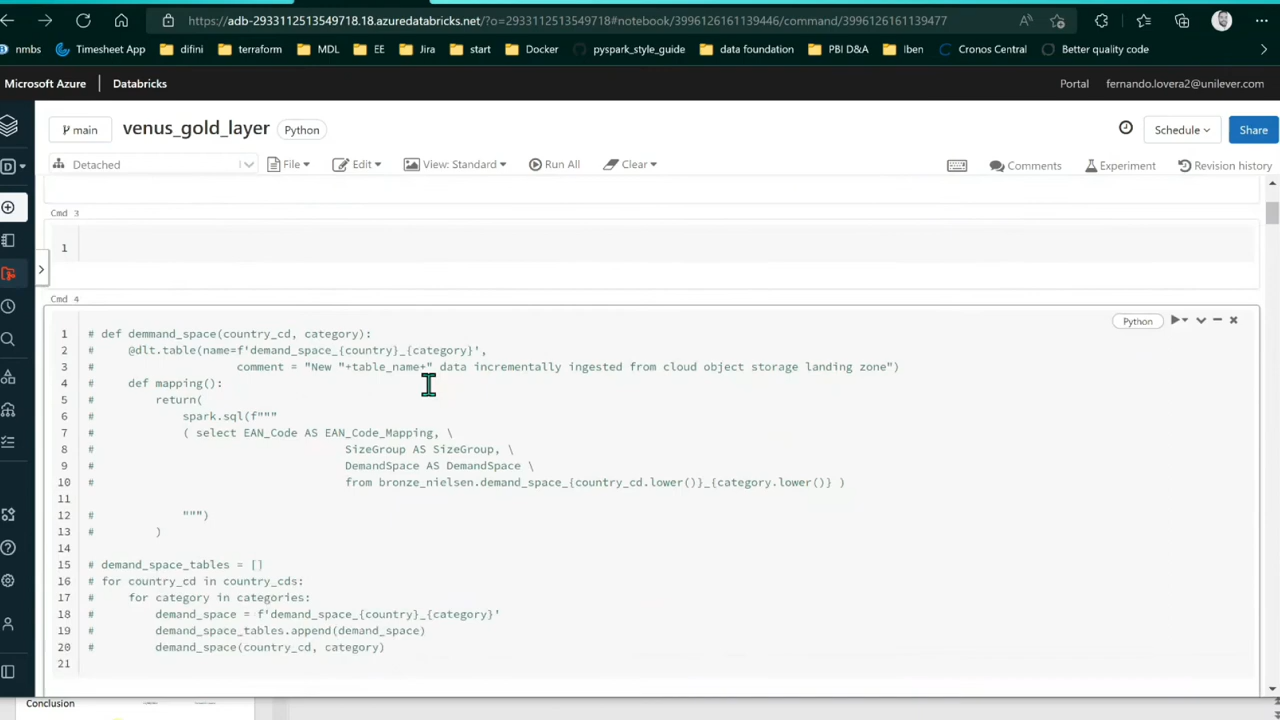 https://adb-2933112513549718.18.azuredatabricks.net/?o=2933112513549718#notebook/3996126161139446/command/3996126161139477
nmbs Timesheet App difini terraform MDL EE Jira start Docker pyspark_style_guide data foundation PBI D&A Iben Cronos Central Better quality code
Microsoft Azure Databricks Portal fernando.lovera2@unilever.com
main venus_gold_layer Python Schedule Share
Detached File Edit View: Standard Run All Clear Comments Experiment Revision history
Cmd 3
1
Cmd 4
Python
1 # def demmand_space(country_cd, category):
2 #     @dlt.table(name=f'demand_space_{country}_{category}',
3 #                     comment = "New "+table_name+" data incrementally ingested from cloud object storage landing zone")
4 #     def mapping():
5 #         return(
6 #             spark.sql(f"""
7 #             ( select EAN_Code AS EAN_Code_Mapping, \
8 #                                     SizeGroup AS SizeGroup, \
9 #                                     DemandSpace AS DemandSpace \
10 #                                     from bronze_nielsen.demand_space_{country_cd.lower()}_{category.lower()} )
11 #
12 #             """)
13 #         )
14
15 # demand_space_tables = []
16 # for country_cd in country_cds:
17 #     for category in categories:
18 #         demand_space = f'demand_space_{country}_{category}'
19 #         demand_space_tables.append(demand_space)
20 #         demand_space(country_cd, category)
21
Conclusion